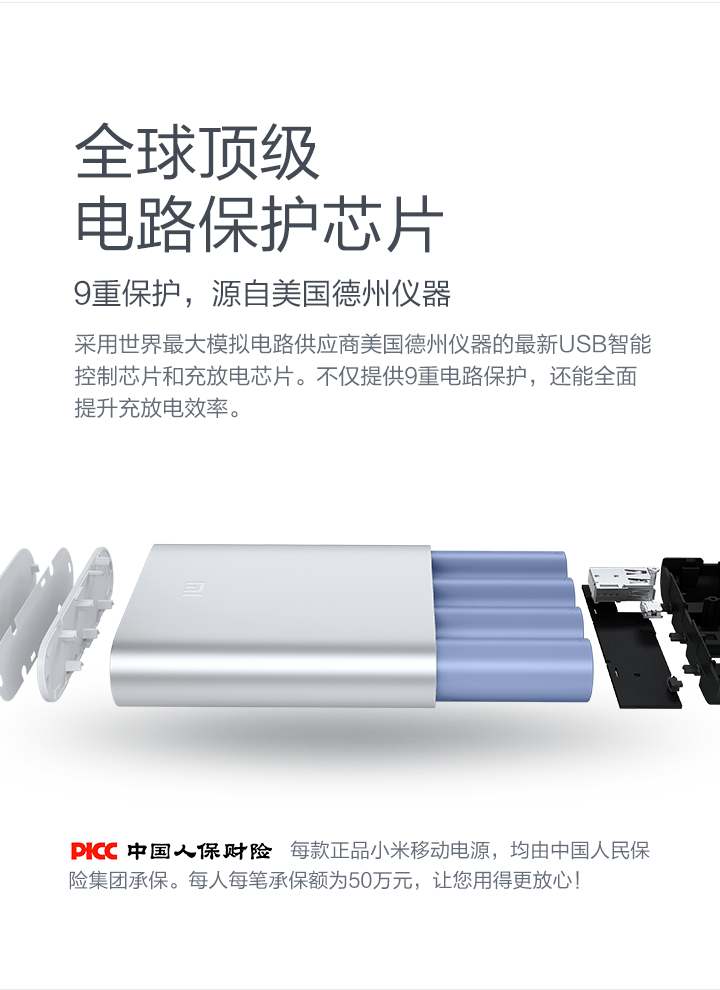 全球顶级
电路保护芯片
9重保护，源自美国德州仪器
采用世界最大模拟电路供应商美国德州仪器的最新USB智能
控制芯片和充放电芯片。不仅提供9重电路保护，还能全面
提升充放电效率。
mi
PICC 中国人保财险 每款正品小米移动电源，均由中国人民保
险集团承保。每人每笔承保额为50万元，让您用得更放心！